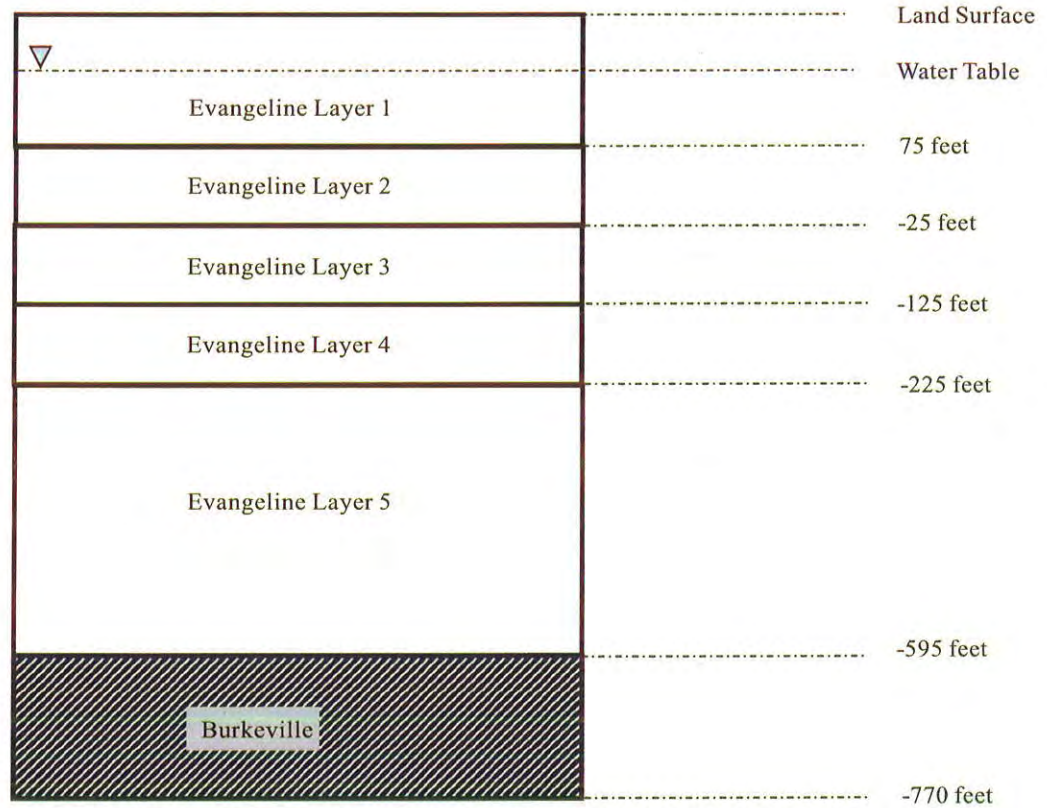 Land Surface
Water Table
Evangeline Layer 1
75 feet
Evangeline Layer 2
-25 feet
Evangeline Layer 3
-125 feet
Evangeline Layer 4
-225 feet
Evangeline Layer 5
-595 feet
Burkeville
-770 feet